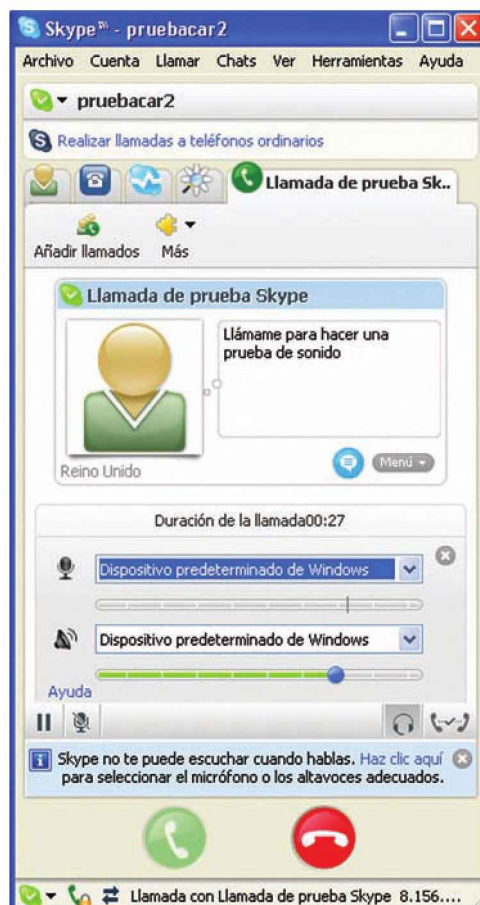 Skype™ - pruebacar2
Archivo Cuenta Llamar Chats Ver Herramientas Ayuda
pruebacar2
Realizar llamadas a teléfonos ordinarios
Llamada de prueba Sk..
Añadir llamados Más
Llamada de prueba Skype
Llámame para hacer una
prueba de sonido
Reino Unido
Menú
Duración de la llamada00:27
Dispositivo predeterminado de Windows
Dispositivo predeterminado de Windows
Ayuda
Skype no te puede escuchar cuando hablas. Haz clic aquí
para seleccionar el micrófono o los altavoces adecuados.
Llamada con Llamada de prueba Skype 8.156....